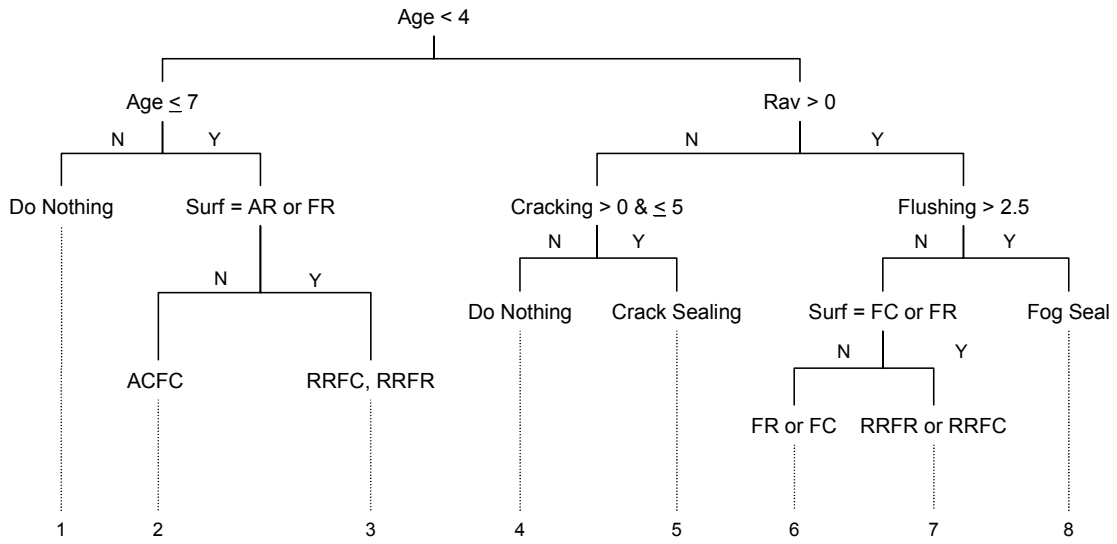 Age < 4
Age ≤ 7
Rav > 0
N Y N Y
Do Nothing Surf = AR or FR Cracking > 0 & ≤ 5 Flushing > 2.5
N Y N Y
N Y
Do Nothing Crack Sealing Surf = FC or FR Fog Seal
N Y
ACFC RRFC, RRFR
FR or FC RRFR or RRFC
1 2 3 4 5 6 7 8